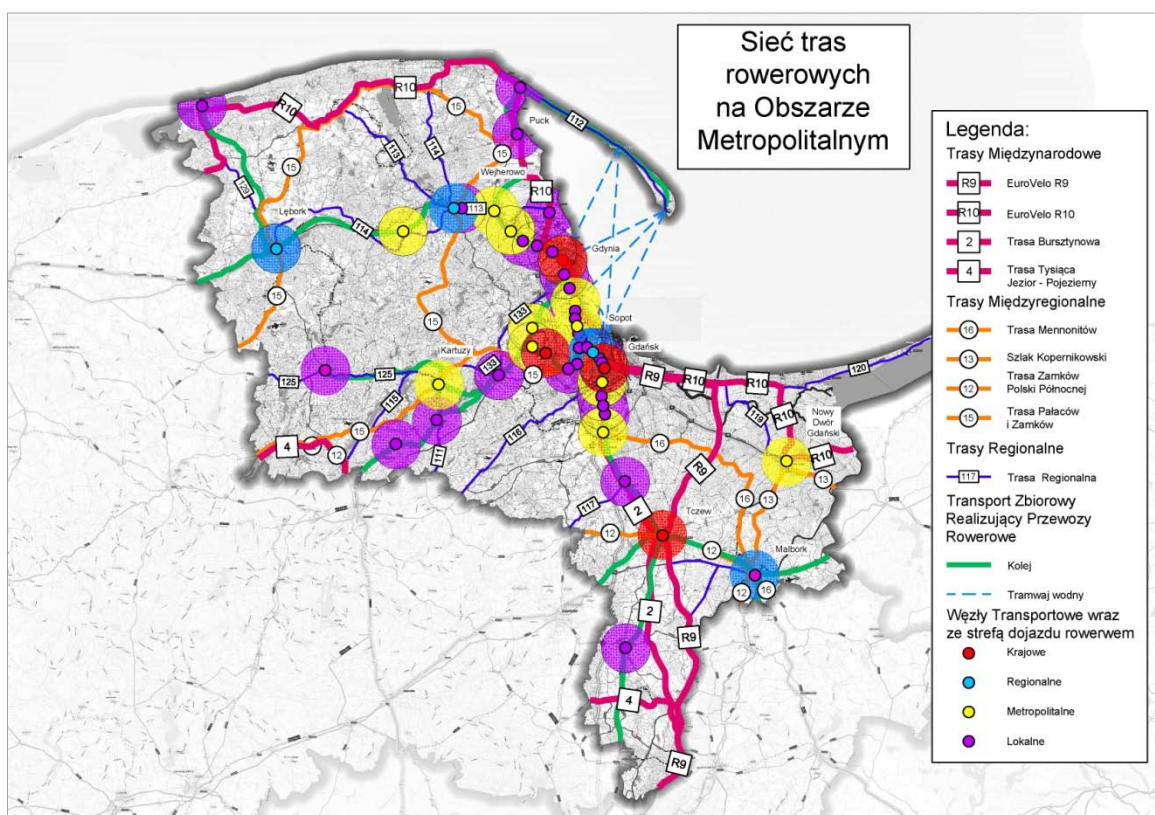 Sieć tras
rowerowych
na Obszarze
Metropolitalnym
Legenda:
Trasy Międzynarodowe
R9 EuroVelo R9
R10 EuroVelo R10
2 Trasa Bursztynowa
4 Trasa Tysiąca
Jezior - Pojezierny
Trasy Międzyregionalne
16 Trasa Mennonitów
13 Szlak Kopernikowski
12 Trasa Zamków
Polski Północnej
15 Trasa Pałaców
i Zamków
Trasy Regionalne
117 Trasa Regionalna
Transport Zbiorowy
Realizujący Przewozy
Rowerowe
Kolej
Tramwaj wodny
Węzły Transportowe wraz
ze strefą dojazdu rowerwem
Krajowe
Regionalne
Metropolitalne
Lokalne
R10
R10
15
112
Puck
113
114
15
Wejherowo
R10
129
Lębork
114
113
Gdynia
15
15
133
Sopot
Kartuzy
Gdańsk
133
15
R9
R10
R10
120
125
125
115
119
Nowy
Dwór
Gdański
R10
15
116
16
4
12
111
R10
R9
13
16
13
117
2
Tczew
12
12
Malbork
12
16
2
R9
4
R9